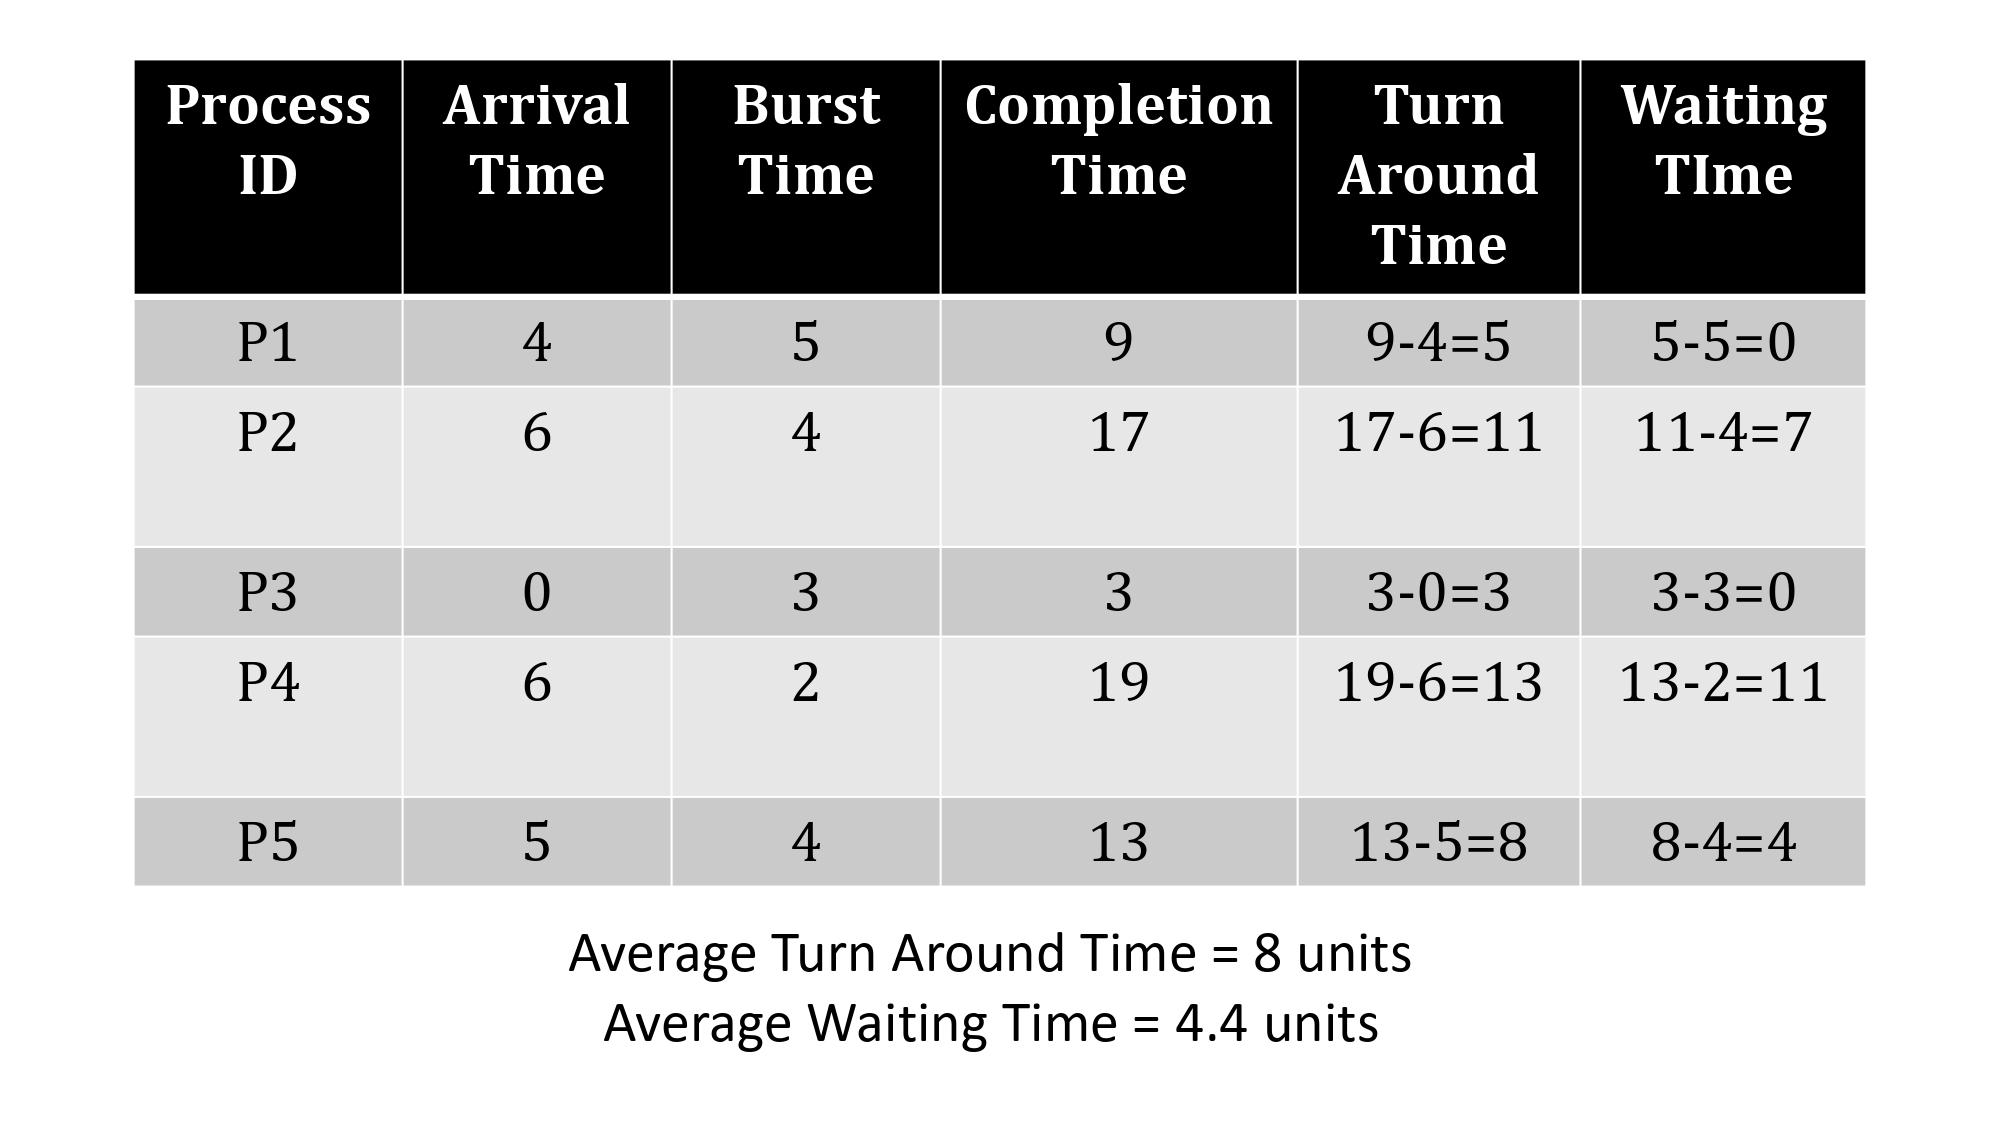 Process ID Arrival Time Burst Time Completion Time Turn Around Time Waiting TIme
P1 4 5 9 9-4=5 5-5=0
P2 6 4 17 17-6=11 11-4=7
P3 0 3 3 3-0=3 3-3=0
P4 6 2 19 19-6=13 13-2=11
P5 5 4 13 13-5=8 8-4=4
Average Turn Around Time = 8 units
Average Waiting Time = 4.4 units